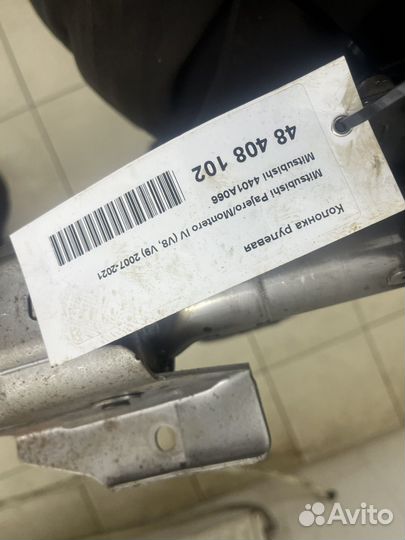 Колонка рулевая
Mitsubishi Pajero/Montero IV (V8, V9) 2007-2021
Mitsubishi 4401A066
48 408 102
Avito